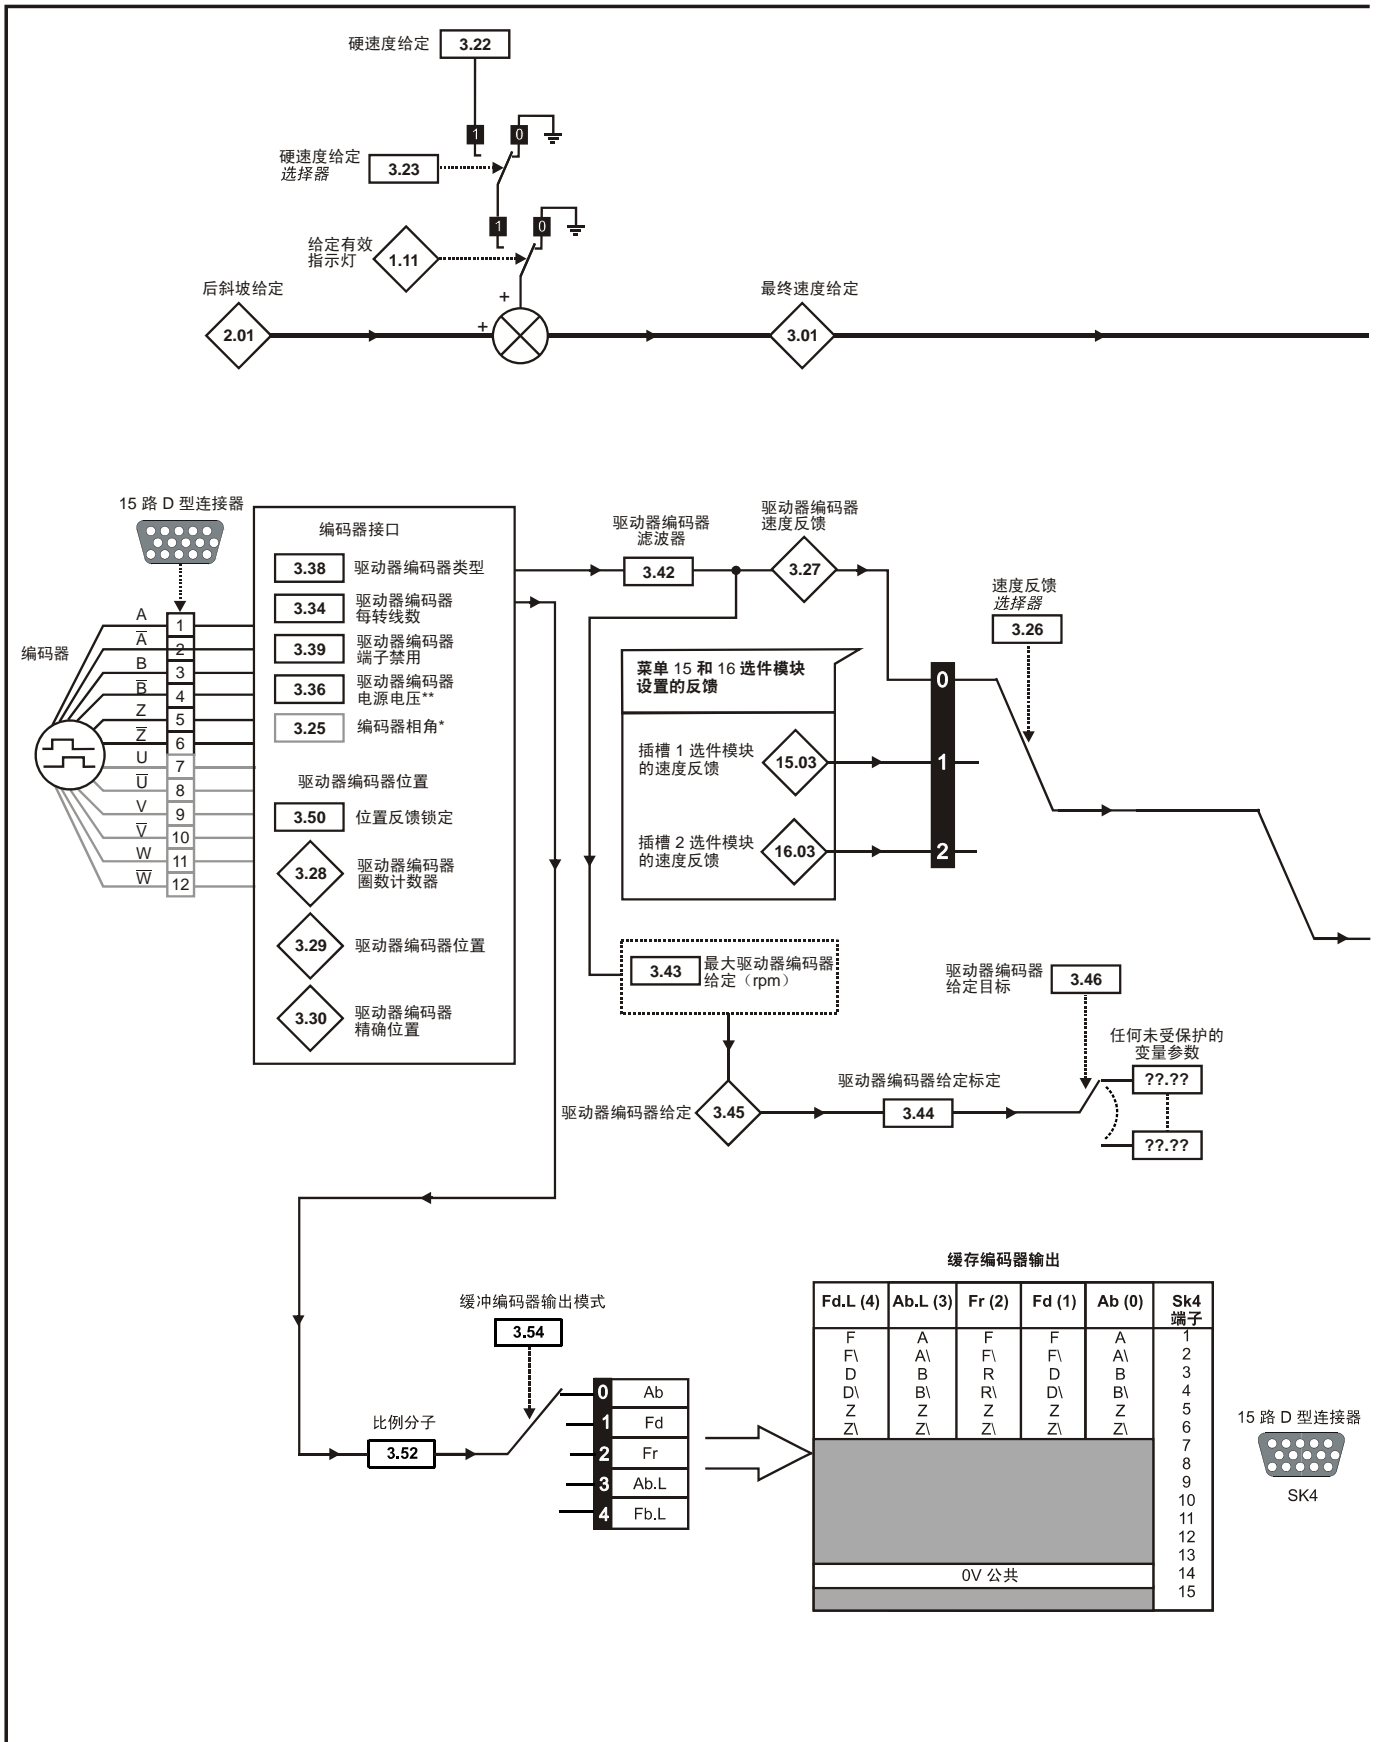 硬速度给定 3.22
1 0
硬速度给定
选择器
3.23
1 0
给定有效
指示灯
1.11
后斜坡给定
最终速度给定
+
+
2.01
3.01
15 路 D 型连接器
编码器
A
A̅
B
B̅
Z
Z̅
U
U̅
V
V̅
W
W̅
1
2
3
4
5
6
7
8
9
10
11
12
编码器接口
3.38 驱动器编码器类型
3.34 驱动器编码器
每转线数
3.39 驱动器编码器
端子禁用
3.36 驱动器编码器
电源电压**
3.25 编码器相角*
驱动器编码器位置
3.50 位置反馈锁定
3.28 驱动器编码器
圈数计数器
3.29 驱动器编码器位置
3.30 驱动器编码器
精确位置
驱动器编码器
滤波器
3.42
驱动器编码器
速度反馈
3.27
速度反馈
选择器
3.26
菜单 15 和 16 选件模块
设置的反馈
插槽 1 选件模块
的速度反馈
15.03
插槽 2 选件模块
的速度反馈
16.03
0
1
2
3.43 最大驱动器编码器
给定（rpm）
驱动器编码器
给定目标
3.46
任何未受保护的
变量参数
??.??
??.??
驱动器编码器给定 3.45
驱动器编码器给定标定
3.44
缓冲编码器输出模式
3.54
比例分子
3.52
0 Ab
1 Fd
2 Fr
3 Ab.L
4 Fb.L
缓存编码器输出
Fd.L (4) Ab.L (3) Fr (2) Fd (1) Ab (0) Sk4
端子
F A F F A 1
F\ A\ F\ F\ A\ 2
D B R D B 3
D\ B\ R\ D\ B\ 4
Z Z Z Z Z 5
Z\ Z\ Z\ Z\ Z\ 6
7
8
9
10
11
12
13
0V 公共 14
15
15 路 D 型连接器
SK4